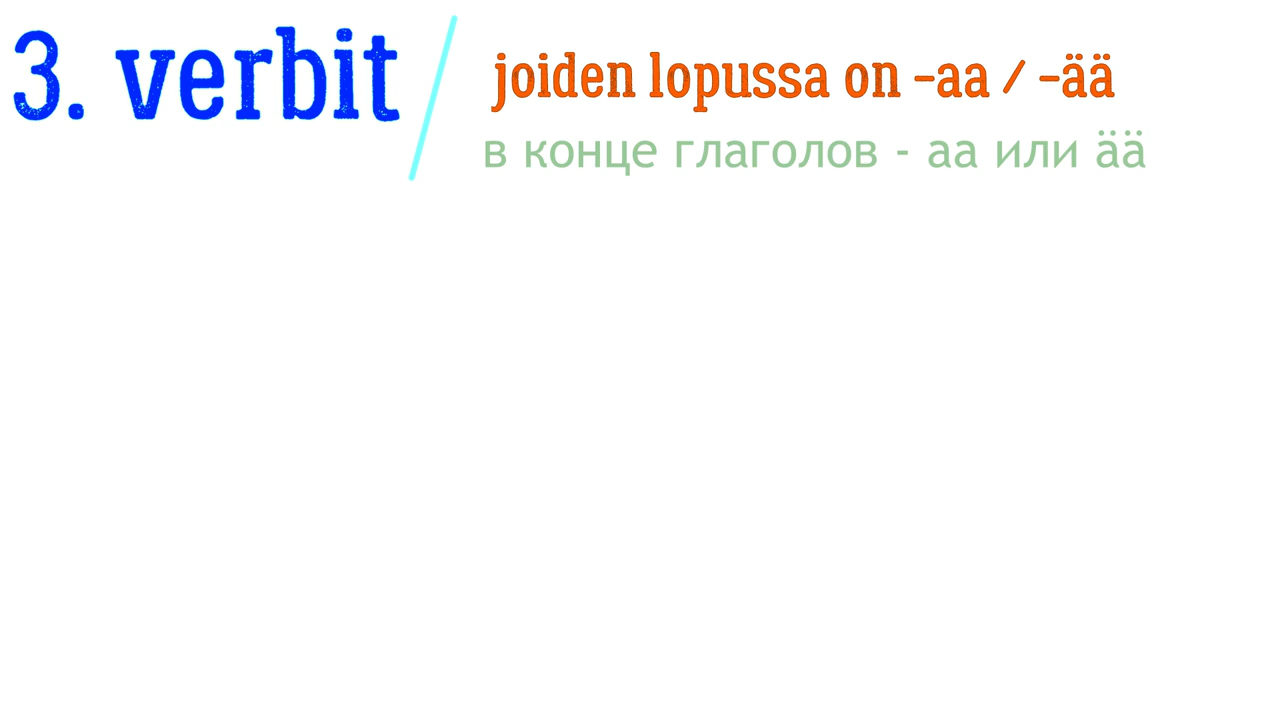 3. verbit
joiden lopussa on -aa / -ää
в конце глаголов - аа или ää